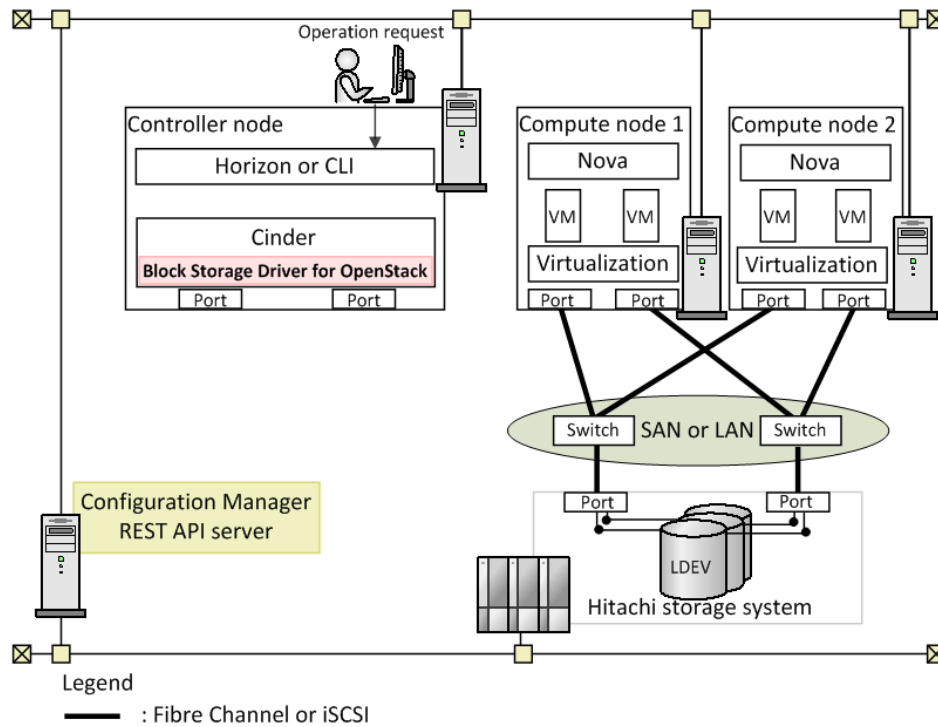 Operation request
Controller node
Horizon or CLI
Cinder
Block Storage Driver for OpenStack
Port
Port
Compute node 1
Nova
VM
VM
Virtualization
Port
Port
Compute node 2
Nova
VM
VM
Virtualization
Port
Port
Switch
SAN or LAN
Switch
Configuration Manager
REST API server
Port
Port
LDEV
Hitachi storage system
Legend
: Fibre Channel or iSCSI